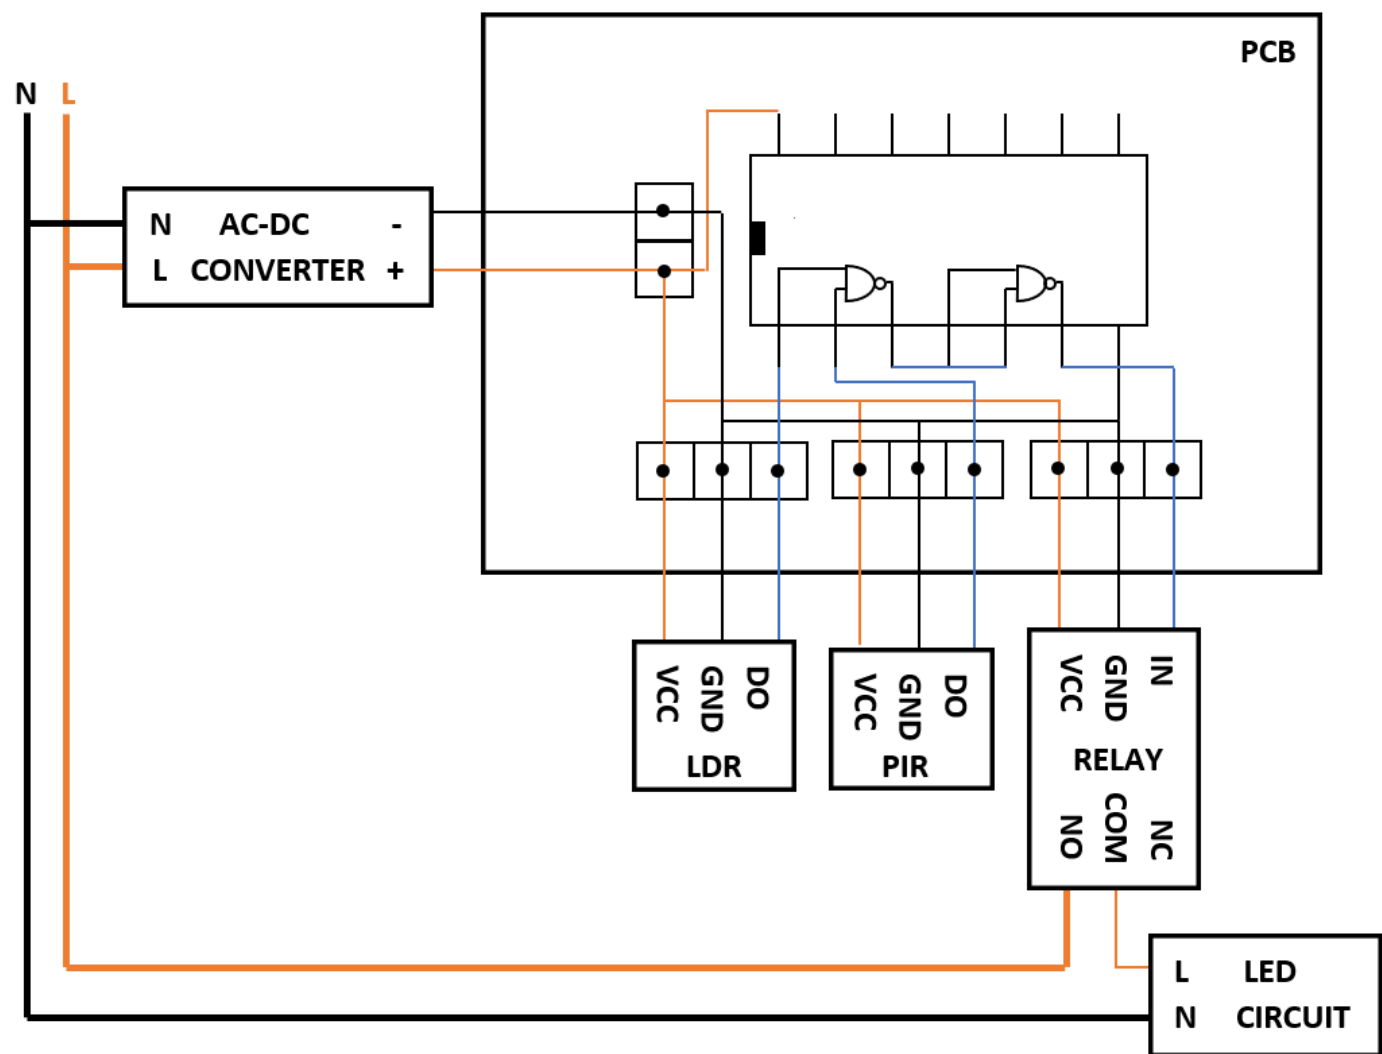 PCB
N L
N AC-DC -
L CONVERTER +
VCC GND DO
LDR
VCC GND DO
PIR
VCC GND IN
RELAY
NO COM NC
L LED
N CIRCUIT